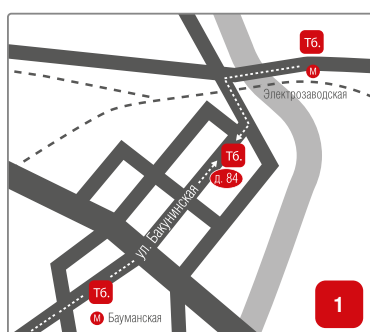 Тб.
М
Электрозаводская
Тб.
д. 84
ул. Бакунинская
Тб.
М Бауманская
1